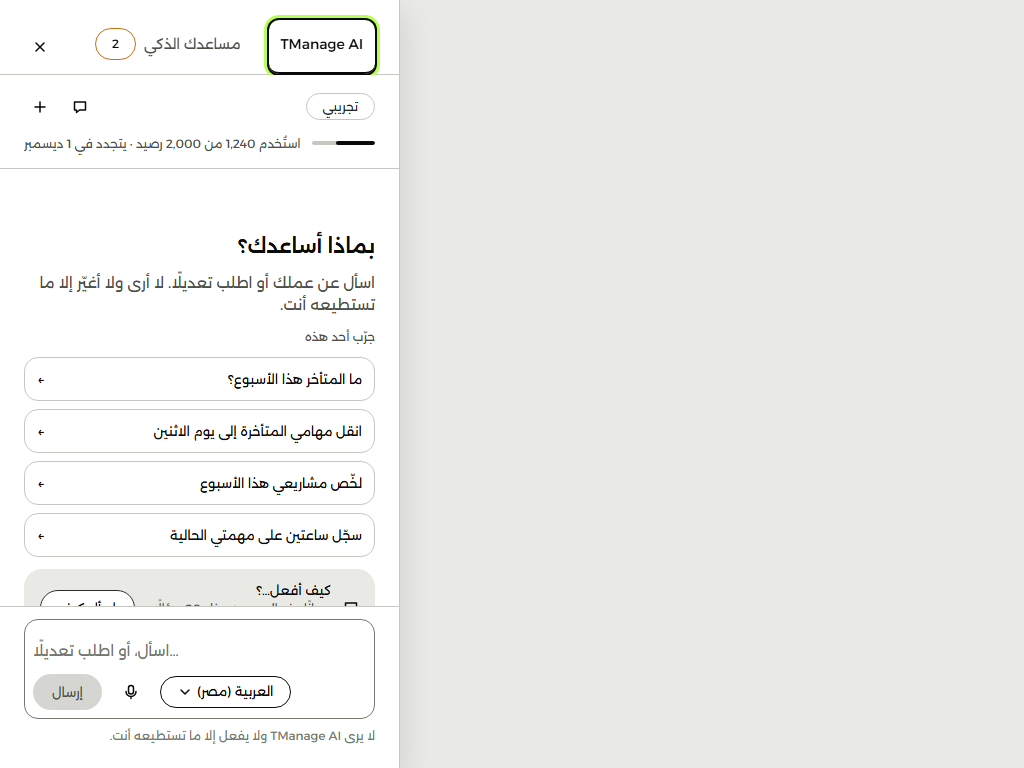 TManage AI
مساعدك الذكي
2
تجريبي
استُخدم 1,240 من 2,000 رصيد · يتجدد في 1 ديسمبر
بماذا أساعدك؟
اسأل عن عملك أو اطلب تعديلًا. لا أرى ولا أغيّر إلا ما
تستطيعه أنت.
جرّب أحد هذه
ما المتأخر هذا الأسبوع؟
انقل مهامي المتأخرة إلى يوم الاثنين
لخّص مشاريعي هذا الأسبوع
سجّل ساعتين على مهمتي الحالية
كيف أفعل…؟
اسأل، أو اطلب تعديلًا...
العربية (مصر)
إرسال
لا يرى TManage AI ولا يفعل إلا ما تستطيعه أنت.